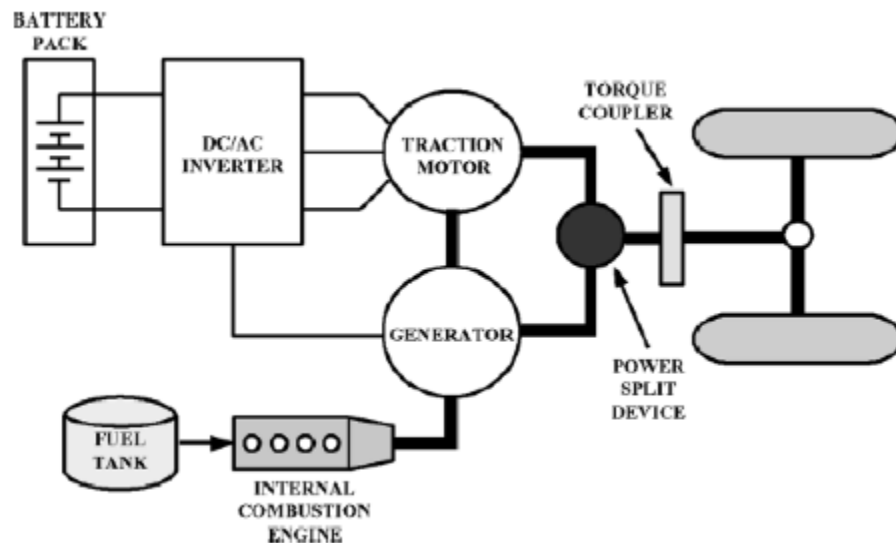 BATTERY
PACK
DC/AC
INVERTER
TRACTION
MOTOR
TORQUE
COUPLER
GENERATOR
POWER
SPLIT
DEVICE
FUEL
TANK
INTERNAL
COMBUSTION
ENGINE